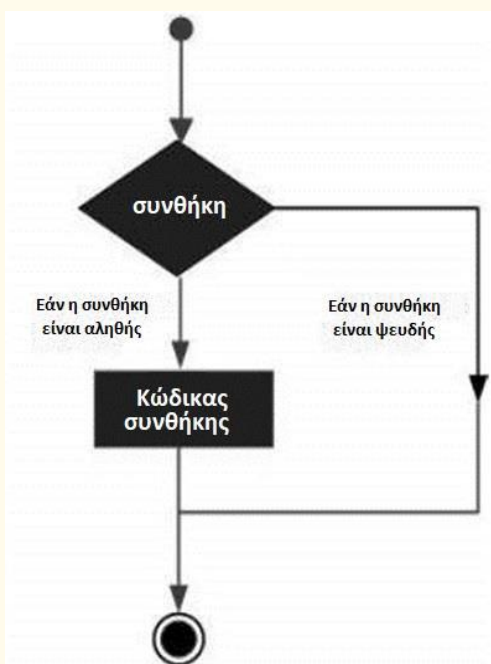 συνθήκη
Εάν η συνθήκη
είναι αληθής
Εάν η συνθήκη
είναι ψευδής
Κώδικας
συνθήκης